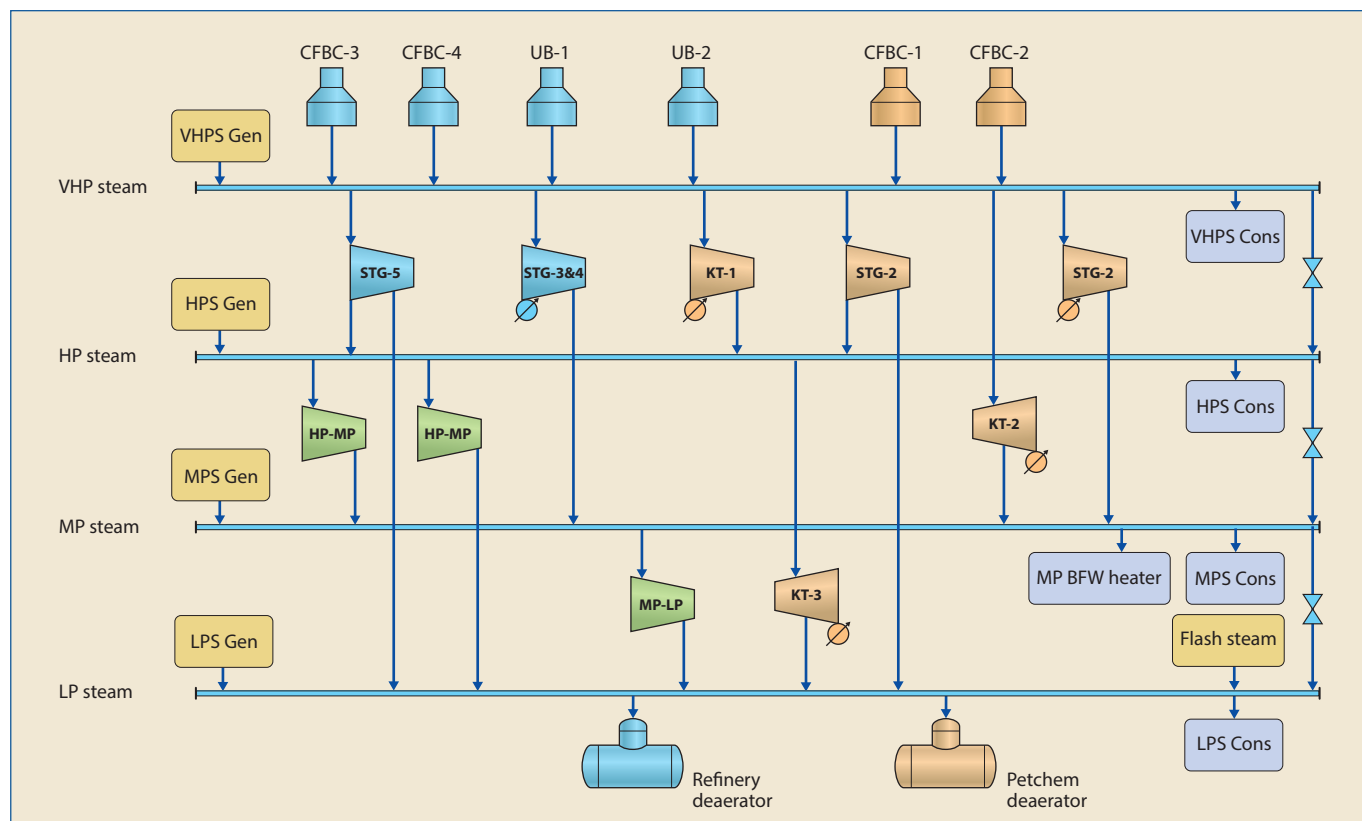 CFBC-3
CFBC-4
UB-1
UB-2
CFBC-1
CFBC-2
VHPS Gen
VHP steam
VHPS Cons
STG-5
STG-3&4
KT-1
STG-2
STG-2
HPS Gen
HP steam
HPS Cons
HP-MP
HP-MP
KT-2
MPS Gen
MP steam
MP BFW heater
MPS Cons
MP-LP
KT-3
LPS Gen
Flash steam
LP steam
LPS Cons
Refinery
deaerator
Petchem
deaerator